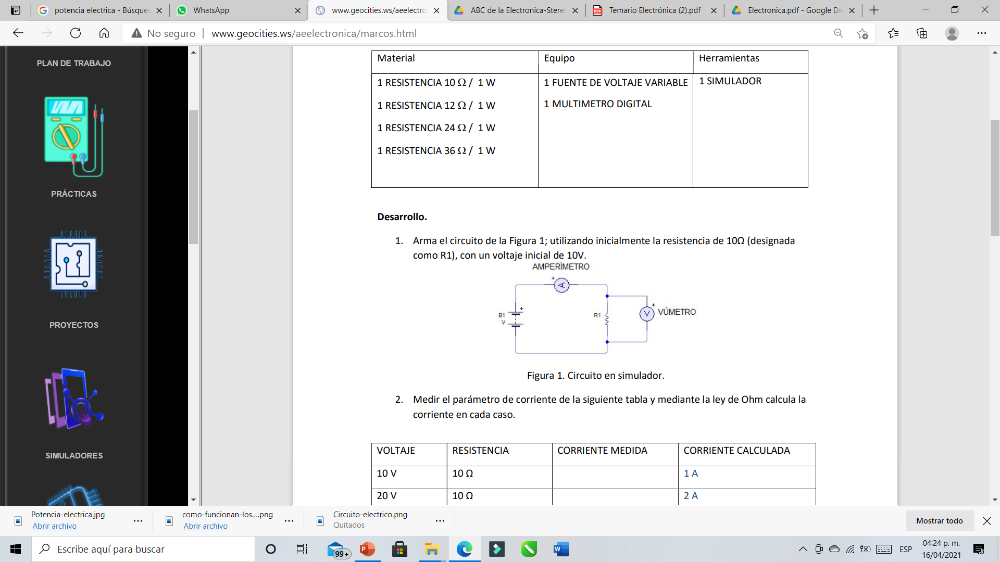 potencia electrica - Búsque
WhatsApp
www.geocities.ws/aeelectro
ABC de la Electronica-Steren
Temario Electrónica (2).pdf
Electronica.pdf - Google Dri
No seguro | www.geocities.ws/aeelectronica/marcos.html
PLAN DE TRABAJO
PRÁCTICAS
PROYECTOS
SIMULADORES
Material Equipo Herramientas
1 RESISTENCIA 10 Ω / 1 W 1 FUENTE DE VOLTAJE VARIABLE 1 SIMULADOR
1 RESISTENCIA 12 Ω / 1 W 1 MULTIMETRO DIGITAL
1 RESISTENCIA 24 Ω / 1 W
1 RESISTENCIA 36 Ω / 1 W
Desarrollo.
1. Arma el circuito de la Figura 1; utilizando inicialmente la resistencia de 10Ω (designada
como R1), con un voltaje inicial de 10V.
AMPERÍMETRO
+
A
B1
V
+
R1
V
+
VÚMETRO
Figura 1. Circuito en simulador.
2. Medir el parámetro de corriente de la siguiente tabla y mediante la ley de Ohm calcula la
corriente en cada caso.
VOLTAJE RESISTENCIA CORRIENTE MEDIDA CORRIENTE CALCULADA
10 V 10 Ω 1 A
20 V 10 Ω 2 A
Potencia-electrica.jpg
Abrir archivo
como-funcionan-los....png
Abrir archivo
Circuito-electrico.png
Quitados
Mostrar todo
Escribe aquí para buscar
99+
ESP
04:24 p. m.
16/04/2021